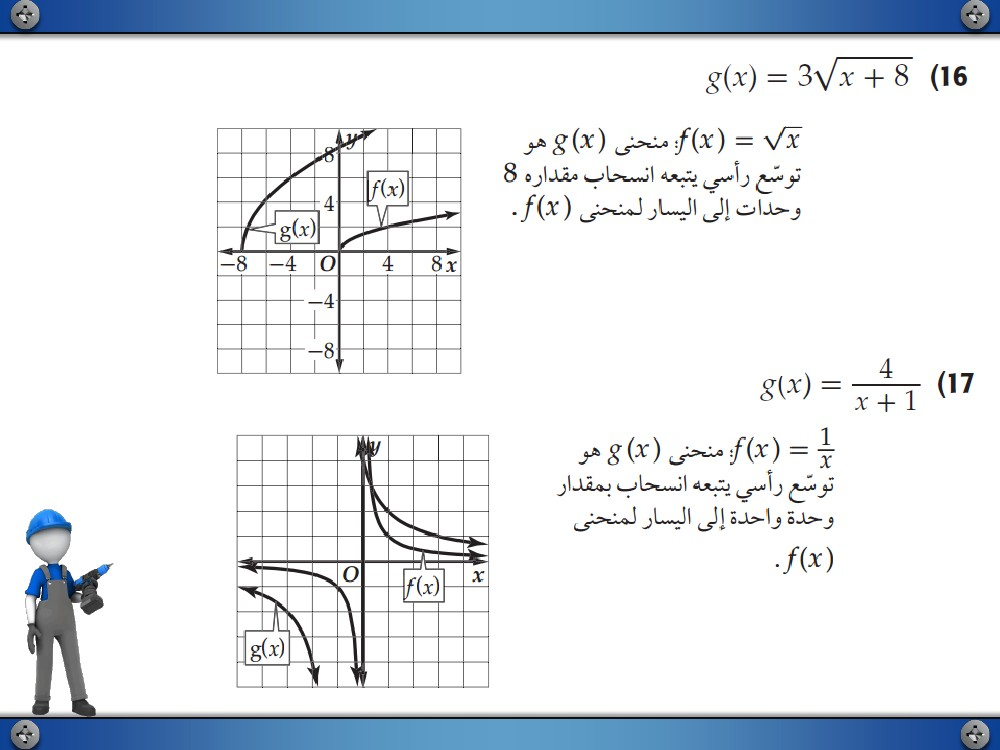 16) g(x) = 3√(x + 8)
f(x) = √x؛ منحنى g(x) هو
توسّع رأسي يتبعه انسحاب مقداره 8
وحدات إلى اليسار لمنحنى f(x).
y
8
f(x)
4
g(x)
−8 −4 O 4 8 x
−4
−8
17) g(x) = 4/(x + 1)
f(x) = 1/x؛ منحنى g(x) هو
توسّع رأسي يتبعه انسحاب بمقدار
وحدة واحدة إلى اليسار لمنحنى
f(x).
y
O x
f(x)
g(x)